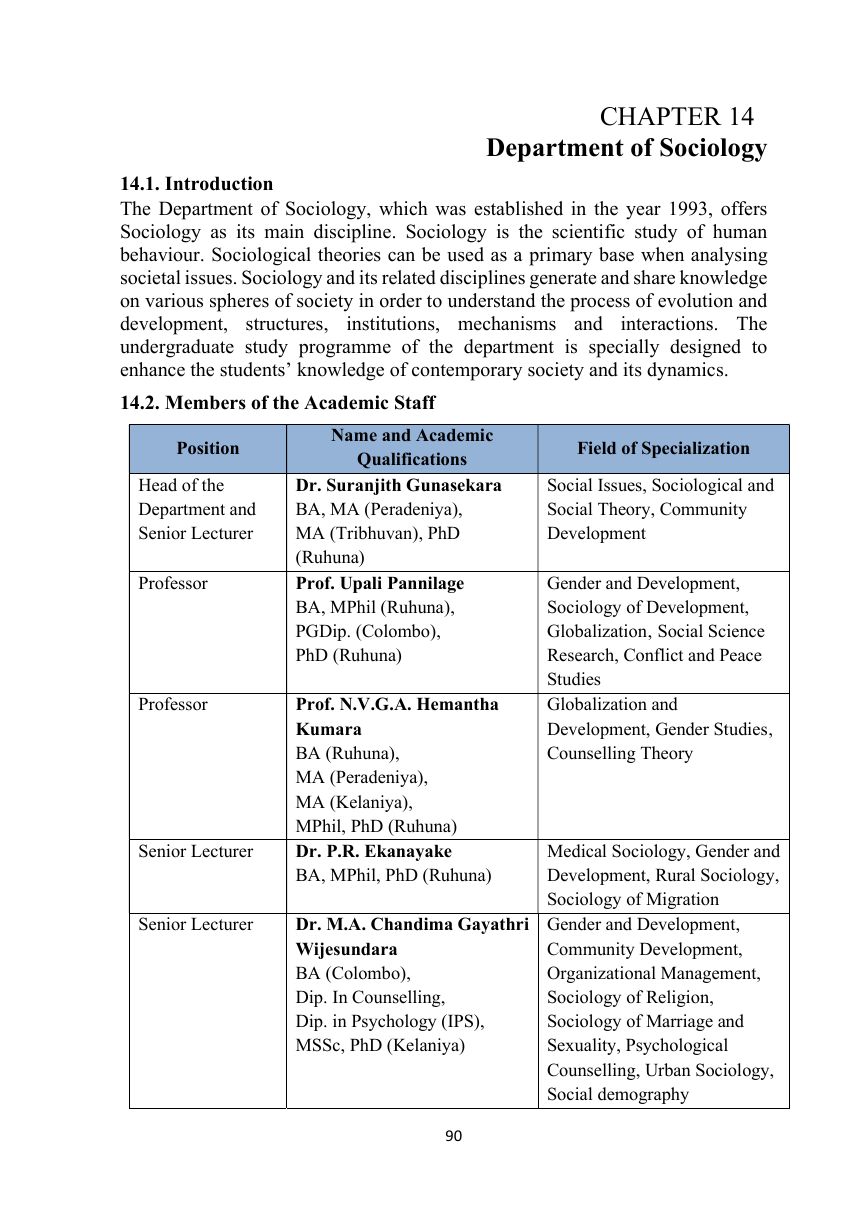 CHAPTER 14
Department of Sociology
14.1. Introduction
The Department of Sociology, which was established in the year 1993, offers
Sociology as its main discipline. Sociology is the scientific study of human
behaviour. Sociological theories can be used as a primary base when analysing
societal issues. Sociology and its related disciplines generate and share knowledge
on various spheres of society in order to understand the process of evolution and
development, structures, institutions, mechanisms and interactions. The
undergraduate study programme of the department is specially designed to
enhance the students’ knowledge of contemporary society and its dynamics.
14.2. Members of the Academic Staff
Position
Name and Academic
Qualifications
Field of Specialization
Head of the
Department and
Senior Lecturer
Dr. Suranjith Gunasekara
BA, MA (Peradeniya),
MA (Tribhuvan), PhD
(Ruhuna)
Social Issues, Sociological and
Social Theory, Community
Development
Professor
Prof. Upali Pannilage
BA, MPhil (Ruhuna),
PGDip. (Colombo),
PhD (Ruhuna)
Gender and Development,
Sociology of Development,
Globalization, Social Science
Research, Conflict and Peace
Studies
Professor
Prof. N.V.G.A. Hemantha
Kumara
BA (Ruhuna),
MA (Peradeniya),
MA (Kelaniya),
MPhil, PhD (Ruhuna)
Globalization and
Development, Gender Studies,
Counselling Theory
Senior Lecturer
Dr. P.R. Ekanayake
BA, MPhil, PhD (Ruhuna)
Medical Sociology, Gender and
Development, Rural Sociology,
Sociology of Migration
Senior Lecturer
Dr. M.A. Chandima Gayathri
Wijesundara
BA (Colombo),
Dip. In Counselling,
Dip. in Psychology (IPS),
MSSc, PhD (Kelaniya)
Gender and Development,
Community Development,
Organizational Management,
Sociology of Religion,
Sociology of Marriage and
Sexuality, Psychological
Counselling, Urban Sociology,
Social demography
90